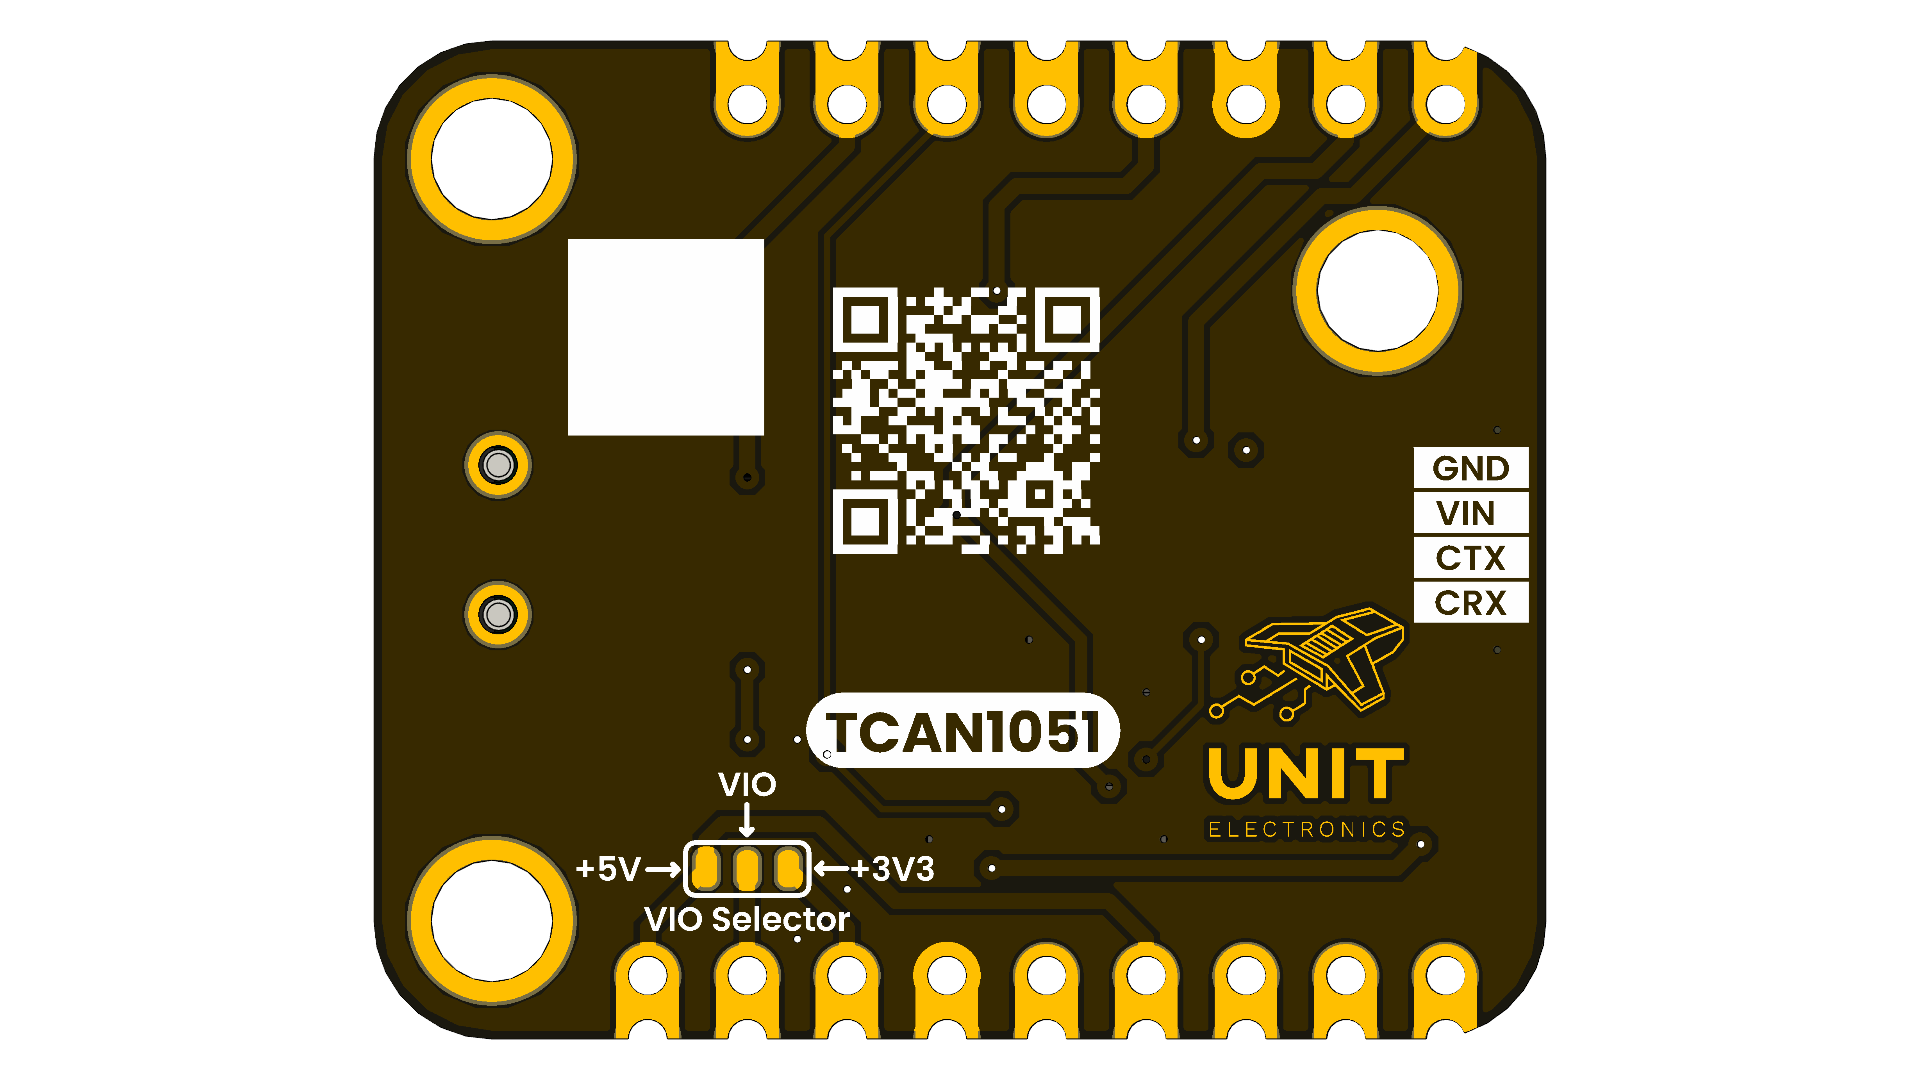 GND
VIN
CTX
CRX
TCAN1051
VIO
+5V
+3V3
VIO Selector
UNIT
ELECTRONICS